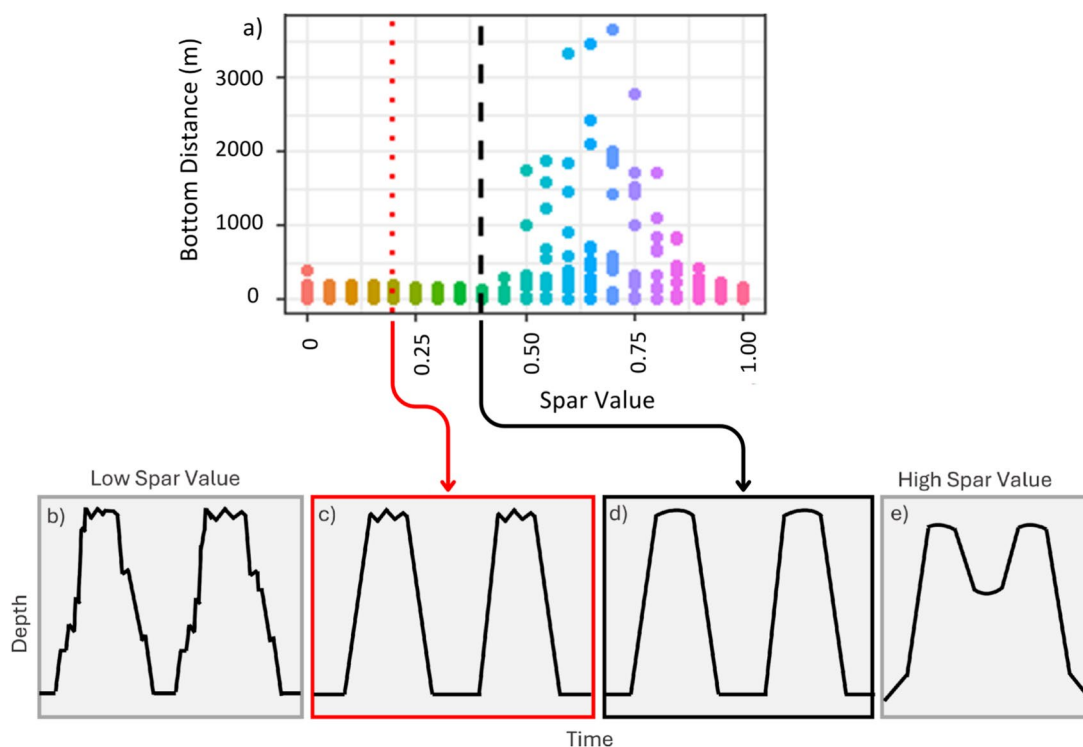 a)
Bottom Distance (m)
3000
2000
1000
0
0
0.25
0.50
0.75
1.00
Spar Value
Low Spar Value
High Spar Value
b)
c)
d)
e)
Depth
Time